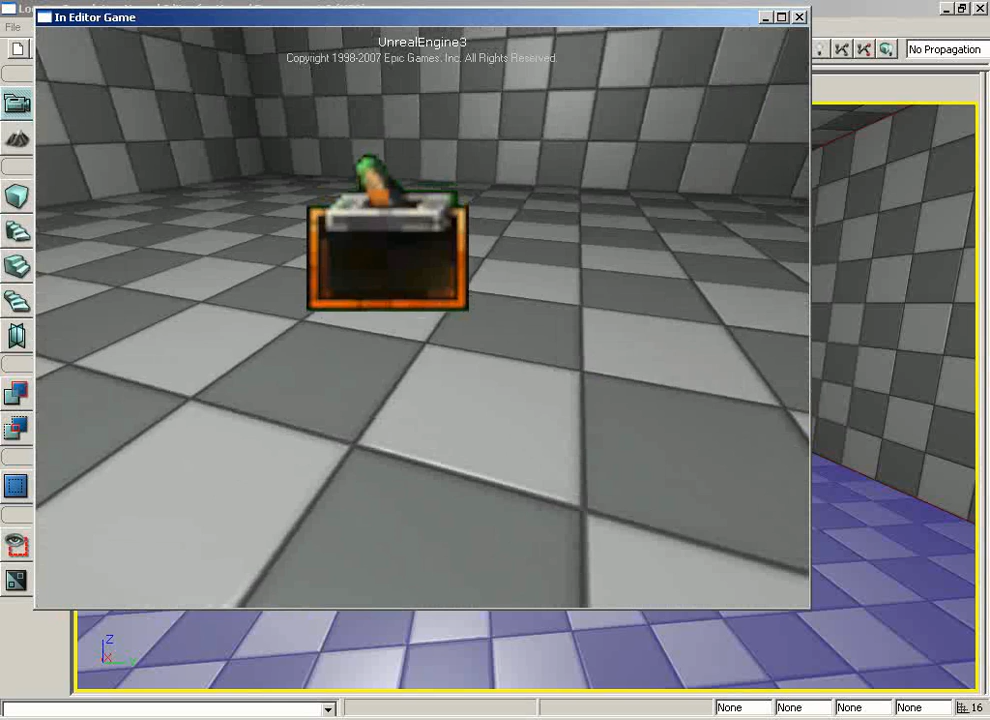 In Editor Game
File
UnrealEngine3
Copyright 1998-2007 Epic Games, Inc. All Rights Reserved.
No Propagation
Z
X
None
None
None
None
16